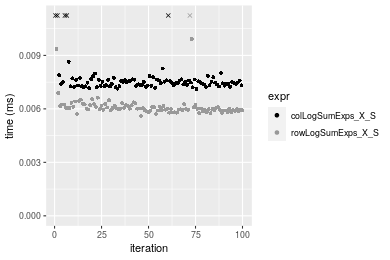 0.009
0.006
0.003
0.000
time (ms)
0
25
50
75
100
iteration
expr
colLogSumExps_X_S
rowLogSumExps_X_S